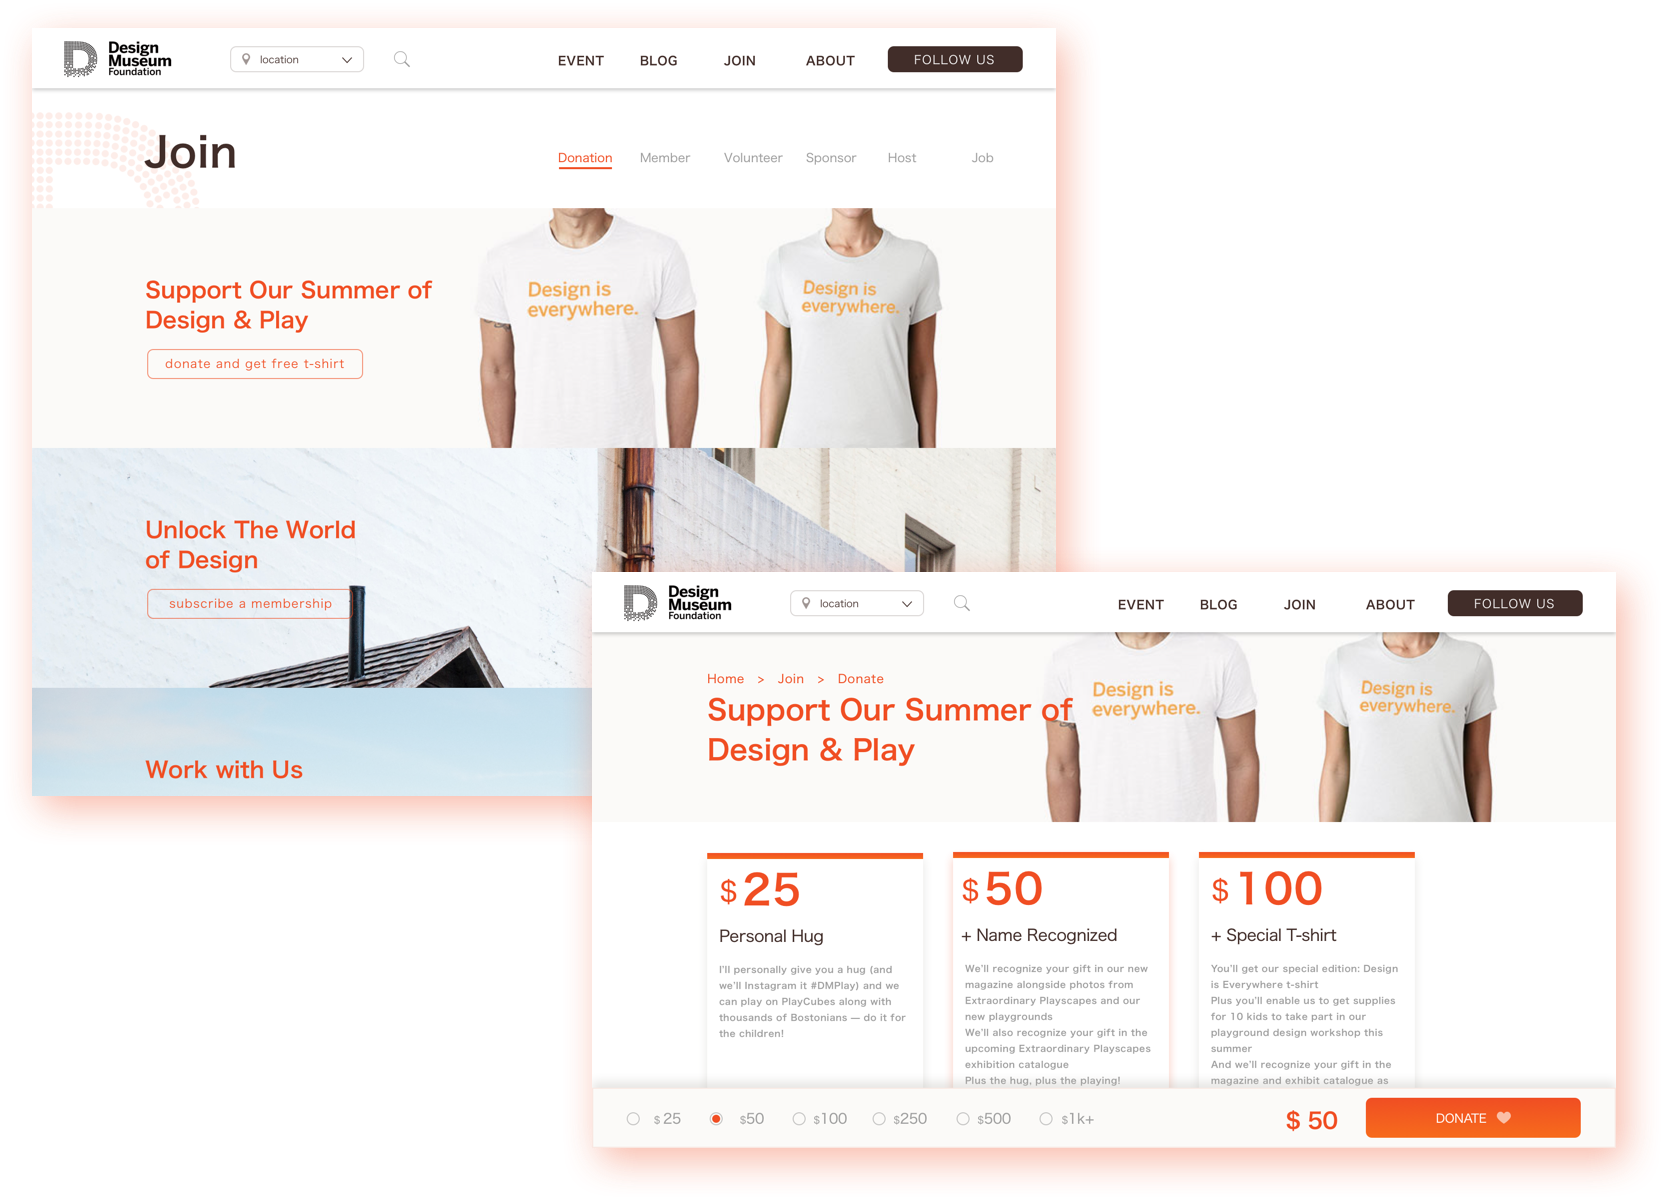 Design
Museum
Foundation
location
EVENT
BLOG
JOIN
ABOUT
FOLLOW US
Join
Donation
Member
Volunteer
Sponsor
Host
Job
Support Our Summer of
Design & Play
donate and get free t-shirt
Design is
everywhere.
Design is
everywhere.
Unlock The World
of Design
subscribe a membership
Work with Us
Design
Museum
Foundation
location
EVENT
BLOG
JOIN
ABOUT
FOLLOW US
Home > Join > Donate
Support Our Summer of
Design & Play
Design is
everywhere.
Design is
everywhere.
$ 25
Personal Hug
I'll personally give you a hug (and
we'll Instagram it #DMPlay) and we
can play on PlayCubes along with
thousands of Bostonians — do it for
the children!
$ 50
+ Name Recognized
We'll recognize your gift in our new
magazine alongside photos from
Extraordinary Playscapes and our
new playgrounds
We'll also recognize your gift in the
upcoming Extraordinary Playscapes
exhibition catalogue
Plus the hug, plus the playing!
$ 100
+ Special T-shirt
You'll get our special edition: Design
is Everywhere t-shirt
Plus you'll enable us to get supplies
for 10 kids to take part in our
playground design workshop this
summer
And we'll recognize your gift in the
magazine and exhibit catalogue as
$ 25
$50
$100
$250
$500
$1k+
$ 50
DONATE